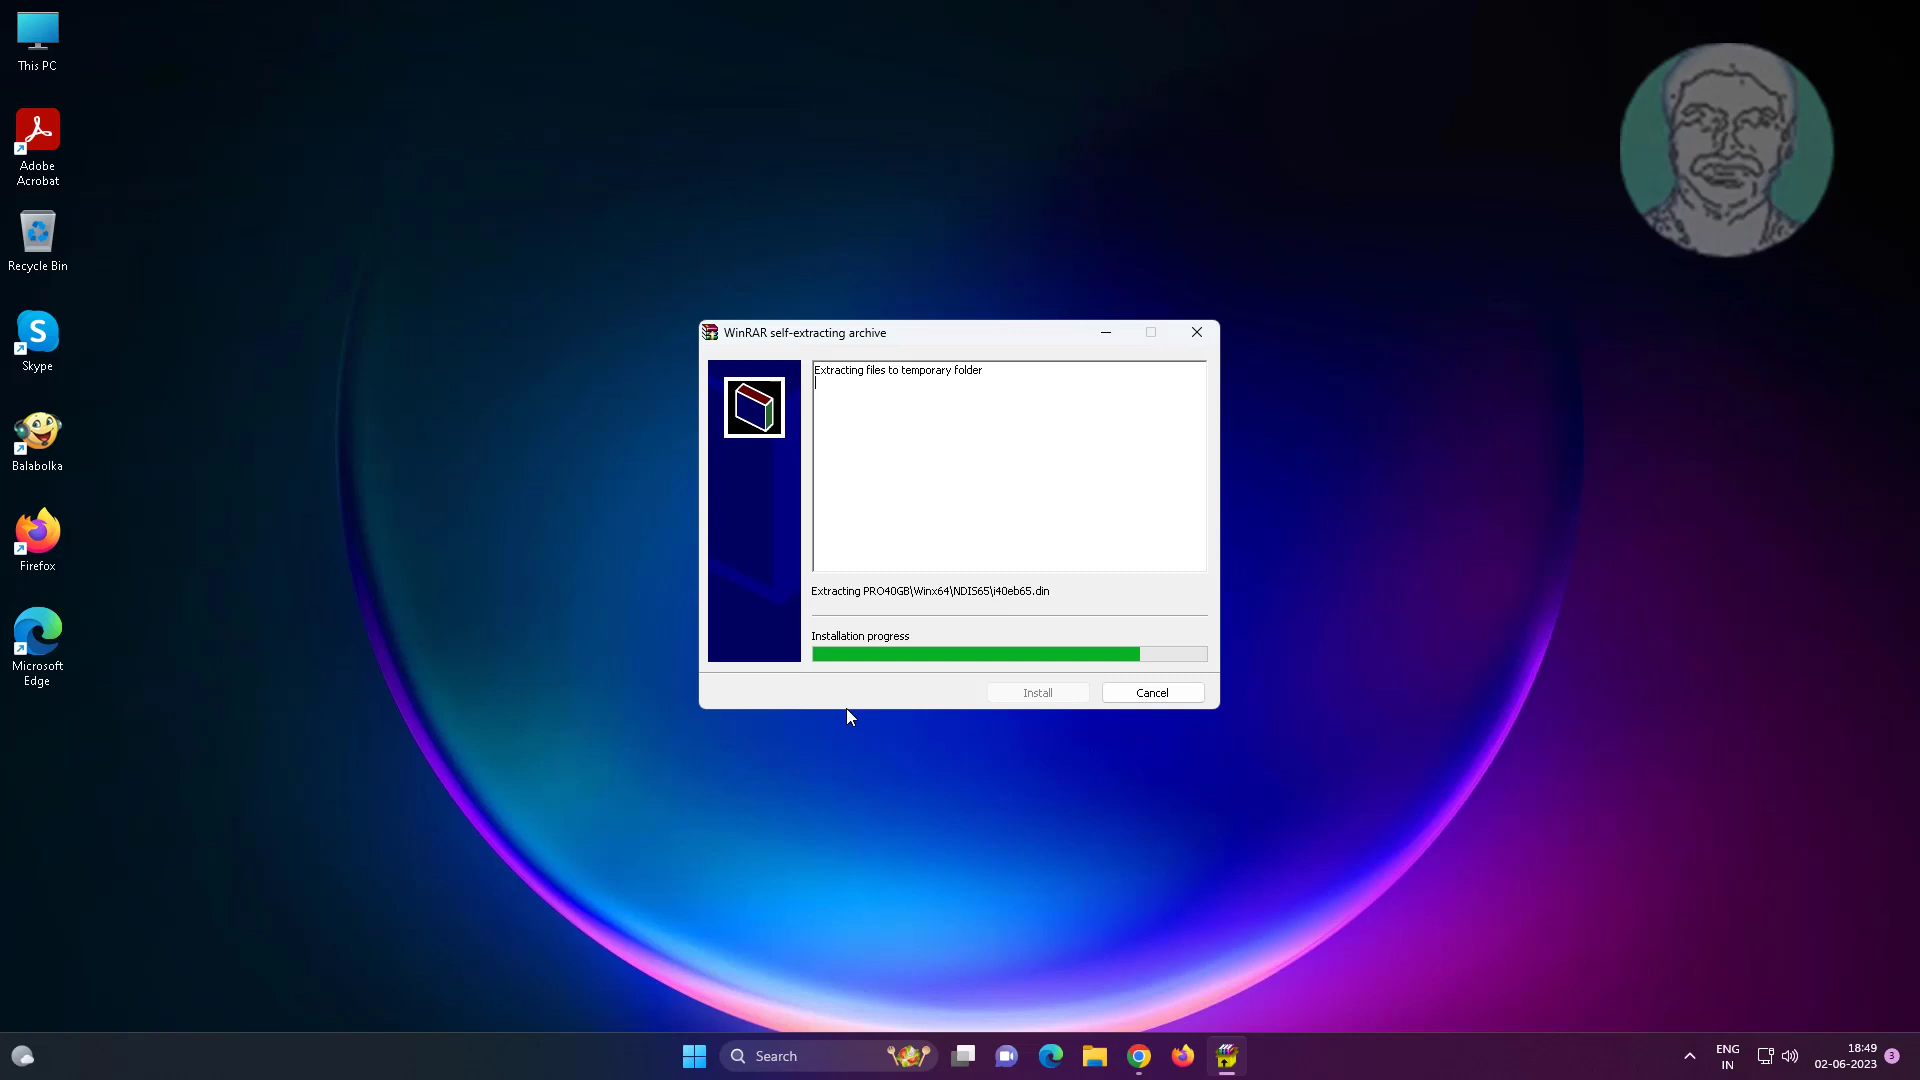 This PC
Adobe
Acrobat
Recycle Bin
Skype
Balabolka
Firefox
Microsoft
Edge
WinRAR self-extracting archive
Extracting files to temporary folder
Extracting PRO40GB\Winx64\NDIS65\i40eb65.din
Installation progress
Install
Cancel
Search
ENG
IN
18:49
02-06-2023
3